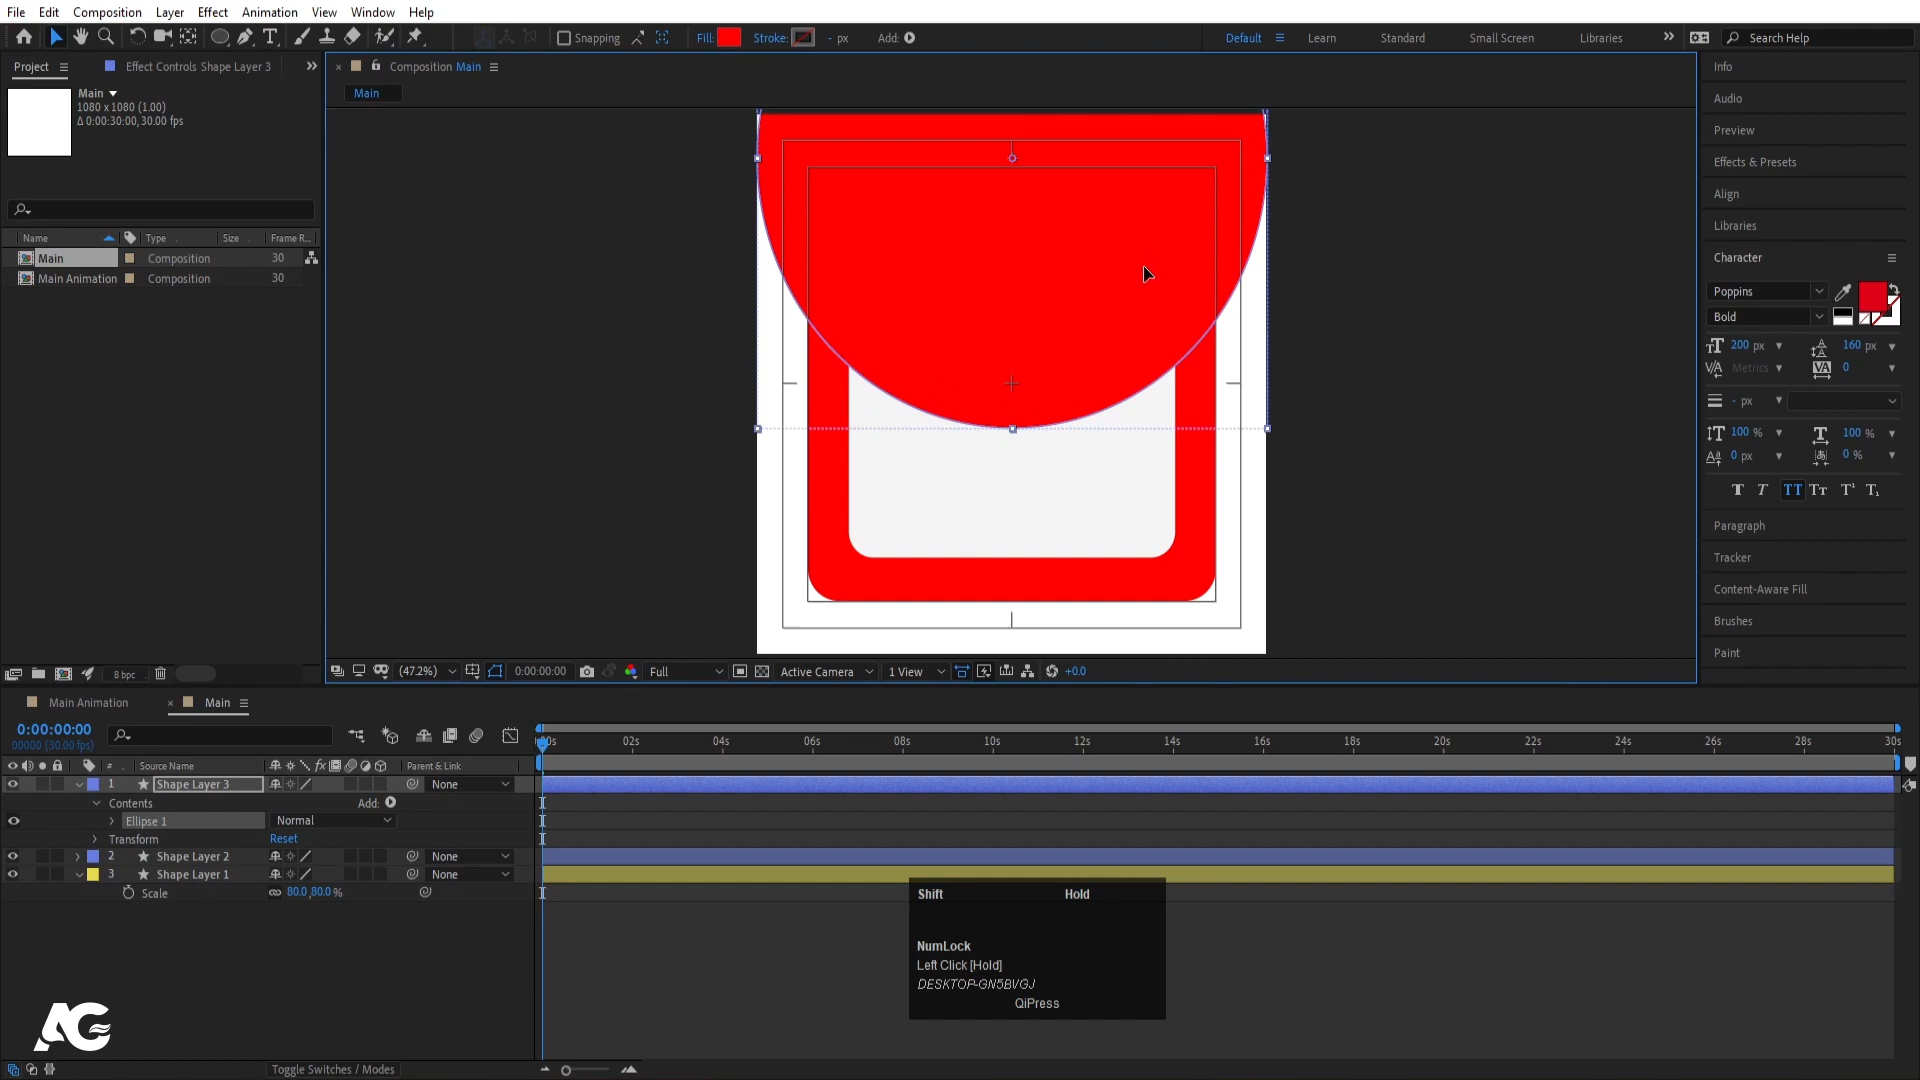 File Edit Composition Layer Effect Animation View Window Help
Snapping Fill: Stroke: - px Add: Default Learn Standard Small Screen Libraries Search Help
Project Effect Controls Shape Layer 3
Main
1080 x 1080 (1.00)
Δ 0:00:30:00, 30.00 fps
Name Type Size Frame R...
Main Composition 30
Main Animation Composition 30
8 bpc
Composition Main
Main
(47.2%) 0:00:00:00 Full Active Camera 1 View +0.0
Info
Audio
Preview
Effects & Presets
Align
Libraries
Character
Poppins
Bold
200 px 160 px
Metrics 0
- px
100 % 100 %
0 px 0 %
T T TT Tт T¹ T₁
Paragraph
Tracker
Content-Aware Fill
Brushes
Paint
Main Animation Main
0:00:00:00
00000 (30.00 fps)
02s 04s 06s 08s 10s 12s 14s 16s 18s 20s 22s 24s 26s 28s 30s
# Source Name Parent & Link
1 Shape Layer 3 None
Contents Add:
Ellipse 1 Normal
Transform Reset
2 Shape Layer 2 None
3 Shape Layer 1 None
Scale 80.0,80.0 %
Shift Hold
NumLock
Left Click [Hold]
DESKTOP-GN5BVGJ
QiPress
AG
Toggle Switches / Modes